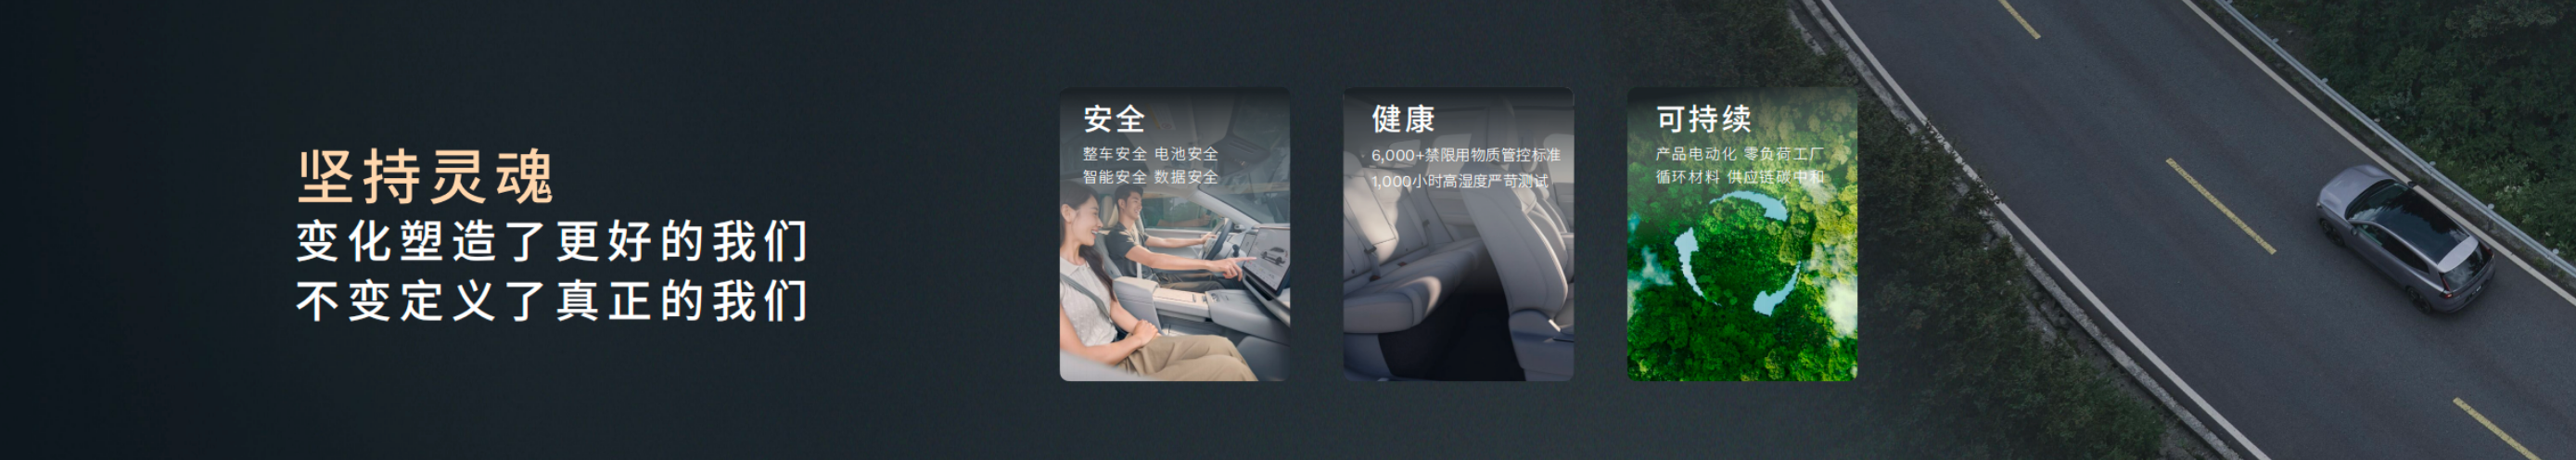 坚持灵魂
变化塑造了更好的我们
不变定义了真正的我们
安全
整车安全 电池安全
智能安全 数据安全
健康
6,000+禁限用物质管控标准
1,000小时高湿度严苛测试
可持续
产品电动化 零负荷工厂
循环材料 供应链碳中和